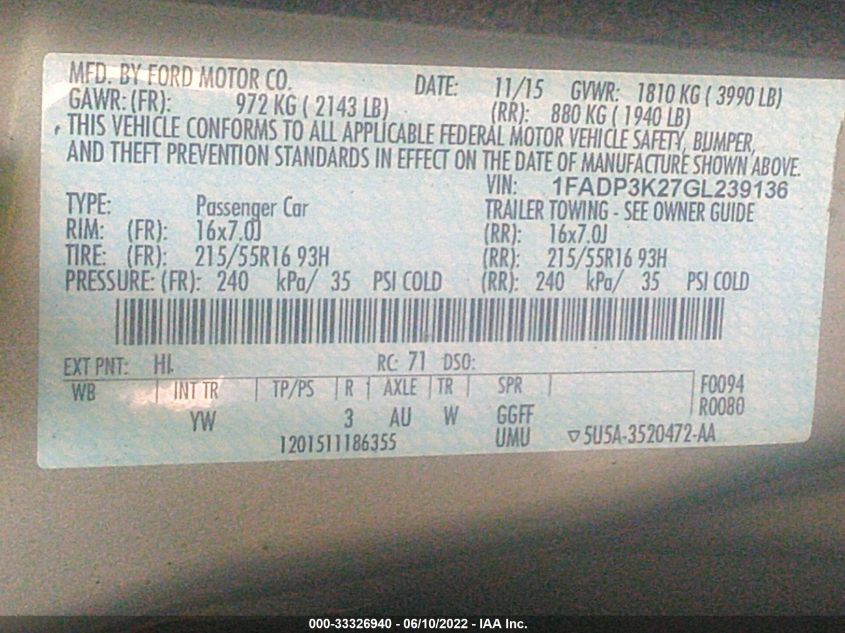 MFD. BY FORD MOTOR CO. DATE: 11/15 GVWR: 1810 KG ( 3990 LB)
GAWR: (FR): 972 KG ( 2143 LB) (RR): 880 KG ( 1940 LB)
THIS VEHICLE CONFORMS TO ALL APPLICABLE FEDERAL MOTOR VEHICLE SAFETY, BUMPER,
AND THEFT PREVENTION STANDARDS IN EFFECT ON THE DATE OF MANUFACTURE SHOWN ABOVE.
VIN: 1FADP3K27GL239136
TYPE: Passenger Car TRAILER TOWING - SEE OWNER GUIDE
RIM: (FR): 16x7.0J (RR): 16x7.0J
TIRE: (FR): 215/55R16 93H (RR): 215/55R16 93H
PRESSURE: (FR): 240 kPa/ 35 PSI COLD (RR): 240 kPa/ 35 PSI COLD
EXT PNT: RC: 71 DSO:
WB INT TR TP/PS R AXLE TR SPR F0094
R0080
YW 3 AU W GGFF
1201511186355 UMU 5U5A-3520472-AA
000-33326940 - 06/10/2022 - IAA Inc.